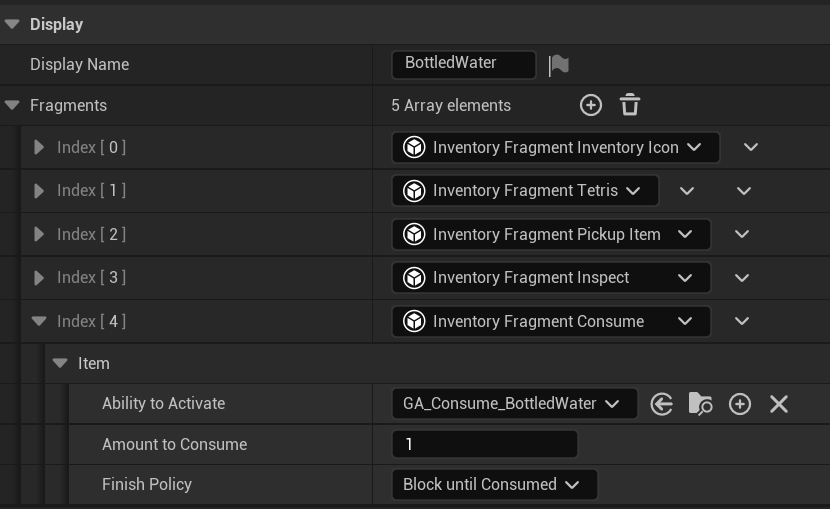 Display
Display Name BottledWater
Fragments 5 Array elements
Index [ 0 ] Inventory Fragment Inventory Icon
Index [ 1 ] Inventory Fragment Tetris
Index [ 2 ] Inventory Fragment Pickup Item
Index [ 3 ] Inventory Fragment Inspect
Index [ 4 ] Inventory Fragment Consume
Item
Ability to Activate GA_Consume_BottledWater
Amount to Consume 1
Finish Policy Block until Consumed